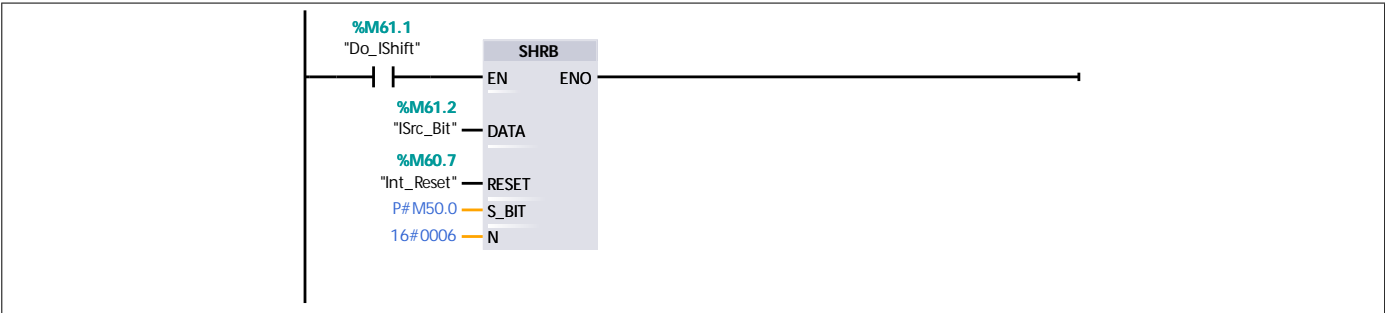 %M61.1
"Do_IShift"
SHRB
EN ENO
%M61.2
"ISrc_Bit" DATA
%M60.7
"Int_Reset" RESET
P#M50.0 S_BIT
16#0006 N